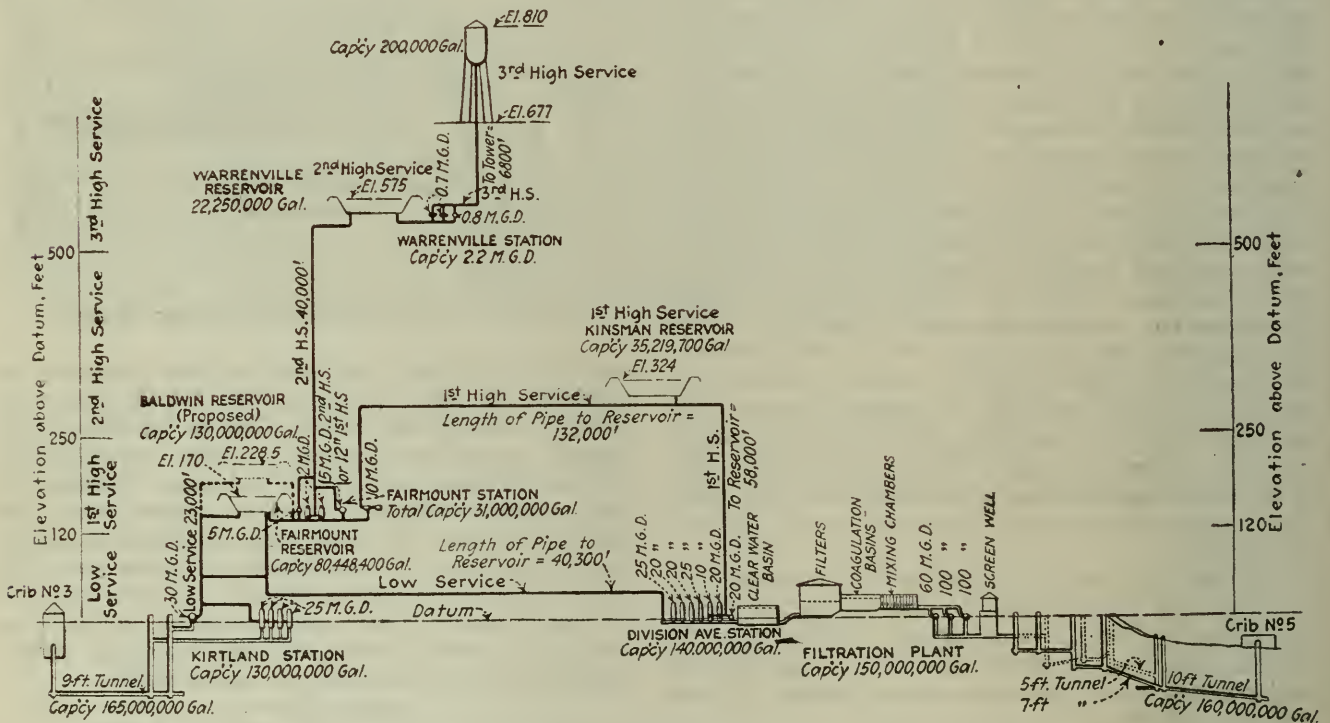 El. 810
Cap'cy 200,000 Gal.
3rd High Service
El. 677
To Tower = 6800'
0.7 M.G.D.
2nd High Service
WARRENVILLE
RESERVOIR
22,250,000 Gal.
El. 575
3rd H.S.
0.8 M.G.D.
WARRENVILLE STATION
Cap'cy 2.2 M.G.D.
Elevation above Datum, Feet
500
250
120
3rd High Service
2nd High Service
1st High
Service
Low
Service
2nd H.S. 40,000'
1st High Service
KINSMAN RESERVOIR
Cap'cy 35,219,700 Gal
El. 324
1st High Service
Length of Pipe to Reservoir =
132,000'
BALDWIN RESERVOIR
(Proposed)
Cap'cy 130,000,000 Gal.
El. 228.5
El. 170
2 M.G.D.
5 M.G.D. 2nd H.S.
or 12 " 1st H.S
10 M.G.D.
FAIRMOUNT STATION
Total Cap'cy 31,000,000 Gal.
5 M.G.D.
FAIRMOUNT
RESERVOIR
Cap'cy 80,448,400 Gal.
Low Service 23,000'
30 M.G.D.
Length of Pipe to
Reservoir = 40,300'
Low Service
Datum
25 M.G.D.
KIRTLAND STATION
Cap'cy 130,000,000 Gal.
Crib No 3
9-ft. Tunnel
Cap'cy 165,000,000 Gal.
1st H.S.
To Reservoir =
58,000'
25 M.G.D.
20 "
20 "
25 "
10 "
20 M.G.D.
20 M.G.D.
CLEAR WATER
BASIN
DIVISION AVE. STATION
Cap'cy 140,000,000 Gal.
FILTERS
COAGULATION
BASINS
MIXING CHAMBERS
60 M.G.D.
100 "
100 "
SCREEN WELL
FILTRATION PLANT
Cap'cy 150,000,000 Gal.
5-ft. Tunnel
7-ft "
10-ft Tunnel
Cap'cy 160,000,000 Gal.
Crib No 5
500
250
120
Elevation above Datum, Feet